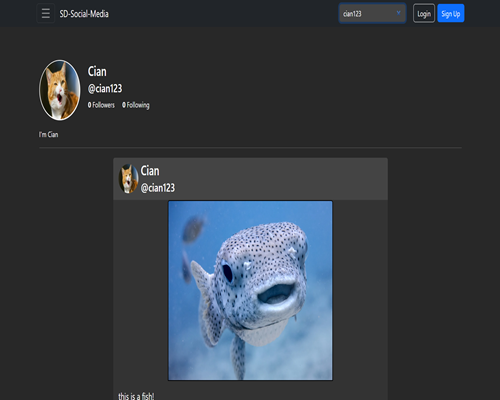 SD-Social-Media
cian123
Login
Sign Up
Cian
@cian123
0 Followers 0 Following
I'm Cian
Cian
@cian123
this is a fish!